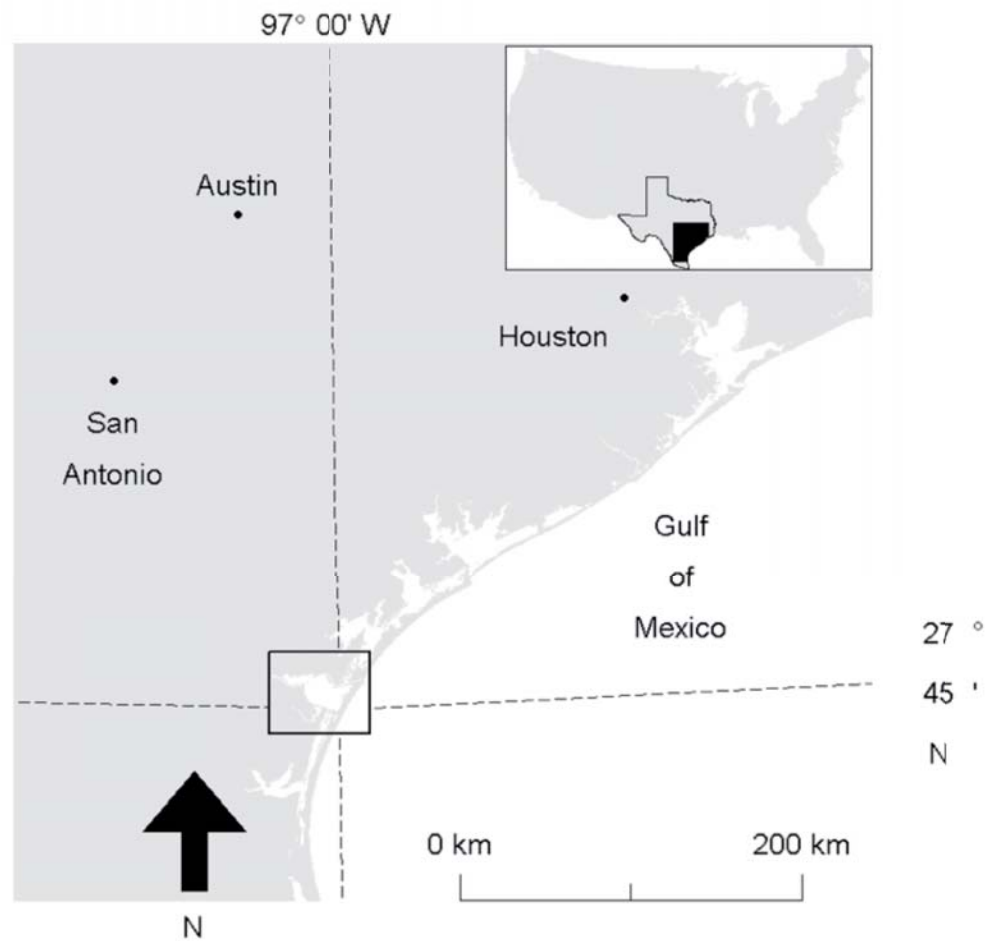 97° 00' W
Austin
Houston
San
Antonio
Gulf
of
Mexico
27 °
45 '
N
0 km
200 km
N